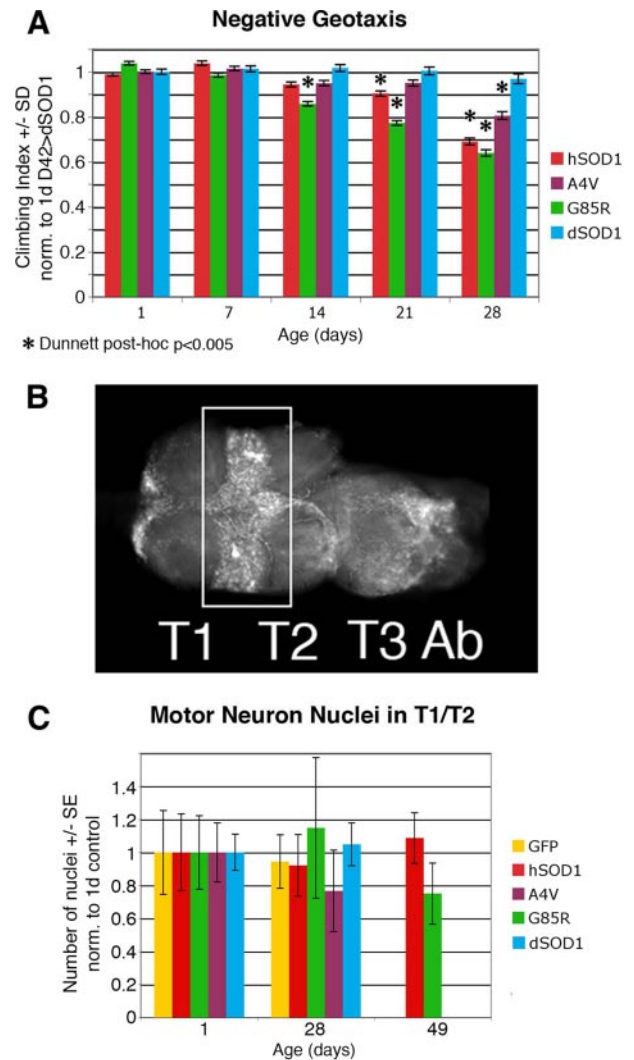 A
Negative Geotaxis
Climbing Index +/- SD
norm. to 1d D42>dSOD1
1
0.8
0.6
0.4
0.2
0
* * * * * * *
1 7 14 21 28
Age (days)
* Dunnett post-hoc p<0.005
hSOD1
A4V
G85R
dSOD1
B
T1 T2 T3 Ab
C
Motor Neuron Nuclei in T1/T2
Number of nuclei +/- SE
norm. to 1d control
1.4
1.2
1
0.8
0.6
0.4
0.2
0
1 28 49
Age (days)
GFP
hSOD1
A4V
G85R
dSOD1